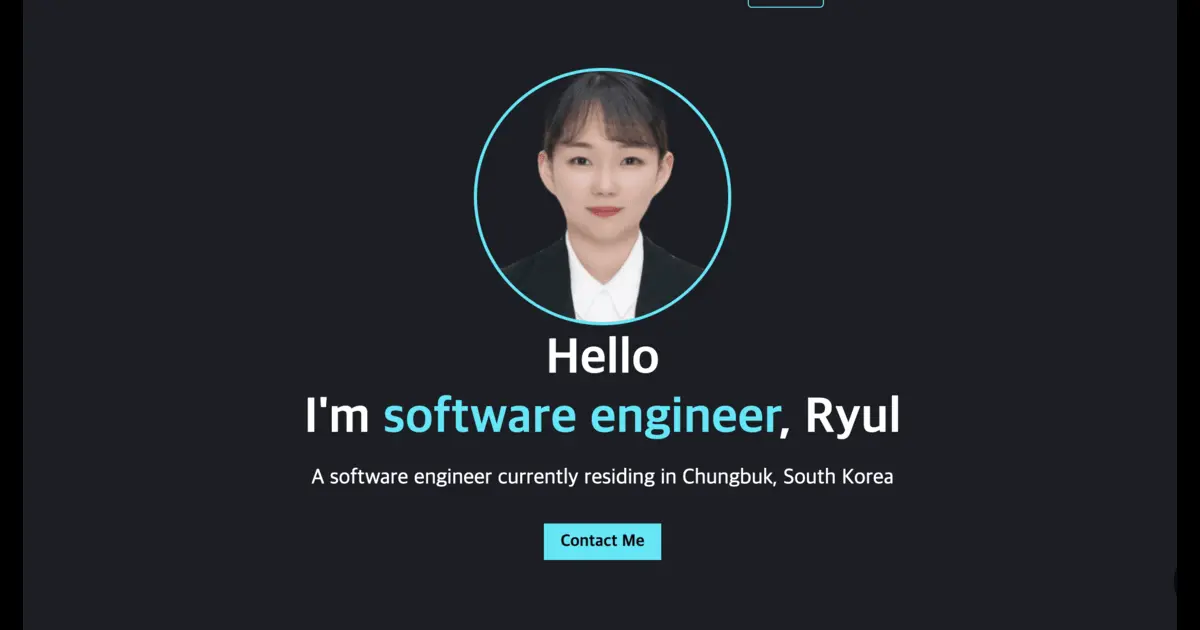 Hello
I'm software engineer, Ryul
A software engineer currently residing in Chungbuk, South Korea
Contact Me